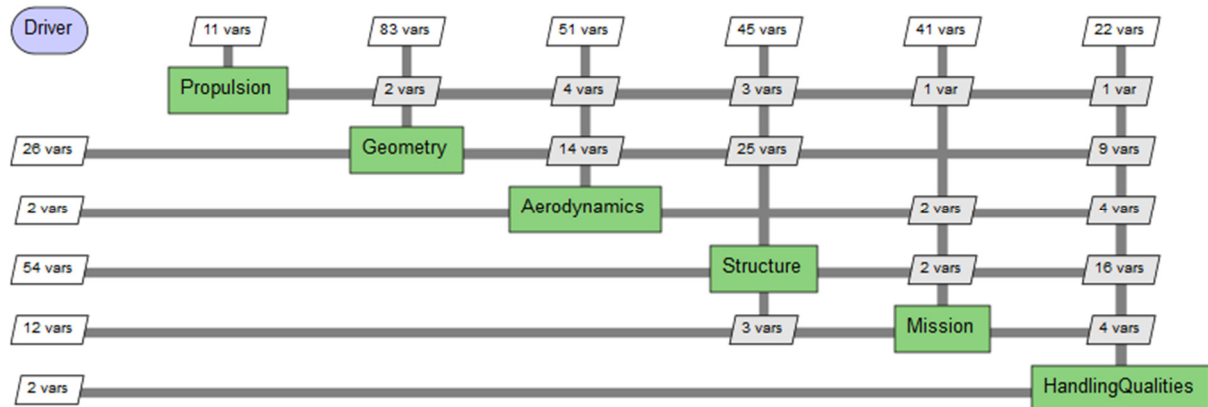 Driver 11 vars 83 vars 51 vars 45 vars 41 vars 22 vars
Propulsion 2 vars 4 vars 3 vars 1 var 1 var
26 vars Geometry 14 vars 25 vars 9 vars
2 vars Aerodynamics 2 vars 4 vars
54 vars Structure 2 vars 16 vars
12 vars 3 vars Mission 4 vars
2 vars HandlingQualities